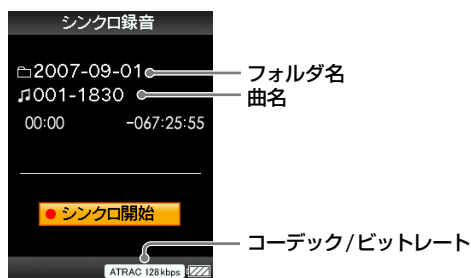 シンクロ録音
2007-09-01
フォルダ名
001-1830
曲名
00:00 -067:25:55
シンクロ開始
コーデック/ビットレート
ATRAC 128kbps